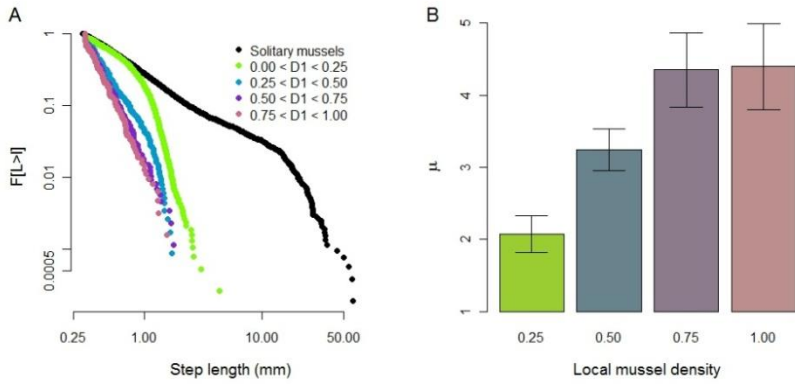 A
1
0.1
0.01
0.0005
F[L>l]
0.25 1.00 10.00 50.00
Step length (mm)
Solitary mussels
0.00 < D1 < 0.25
0.25 < D1 < 0.50
0.50 < D1 < 0.75
0.75 < D1 < 1.00
B
5
4
3
2
1
μ
0.25 0.50 0.75 1.00
Local mussel density